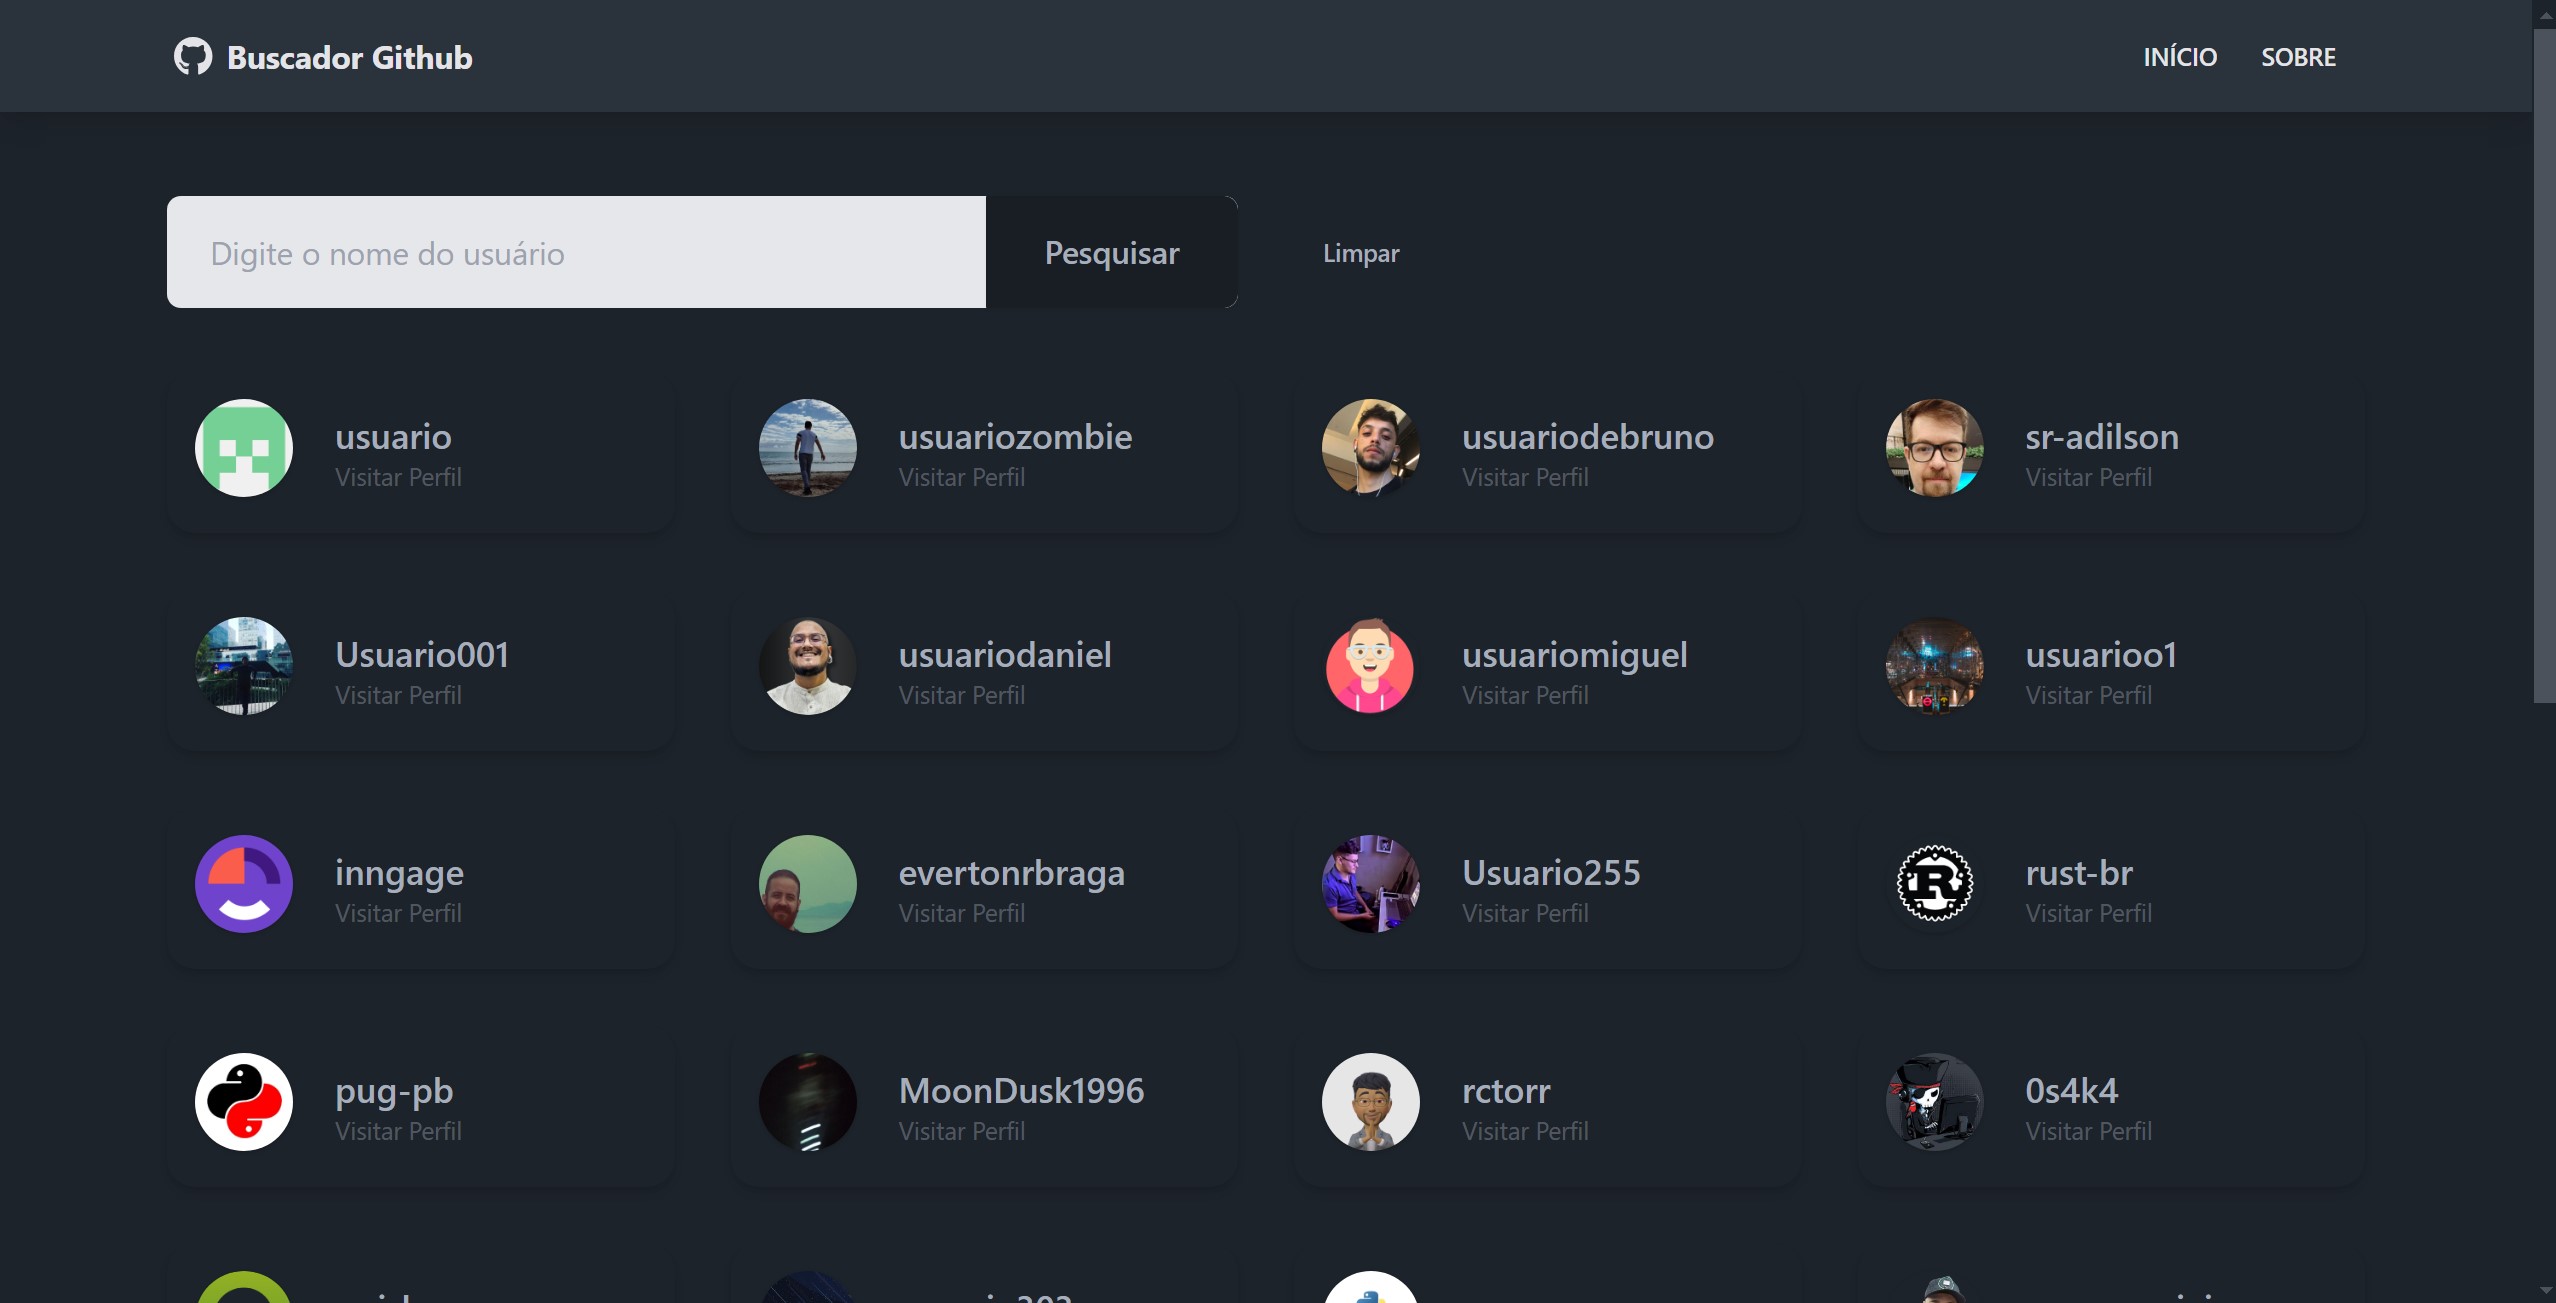 Buscador Github
INÍCIO SOBRE
Digite o nome do usuário Pesquisar Limpar
usuario
Visitar Perfil
usuariozombie
Visitar Perfil
usuariodebruno
Visitar Perfil
sr-adilson
Visitar Perfil
Usuario001
Visitar Perfil
usuariodaniel
Visitar Perfil
usuariomiguel
Visitar Perfil
usuarioo1
Visitar Perfil
inngage
Visitar Perfil
evertonrbraga
Visitar Perfil
Usuario255
Visitar Perfil
rust-br
Visitar Perfil
pug-pb
Visitar Perfil
MoonDusk1996
Visitar Perfil
rctorr
Visitar Perfil
0s4k4
Visitar Perfil